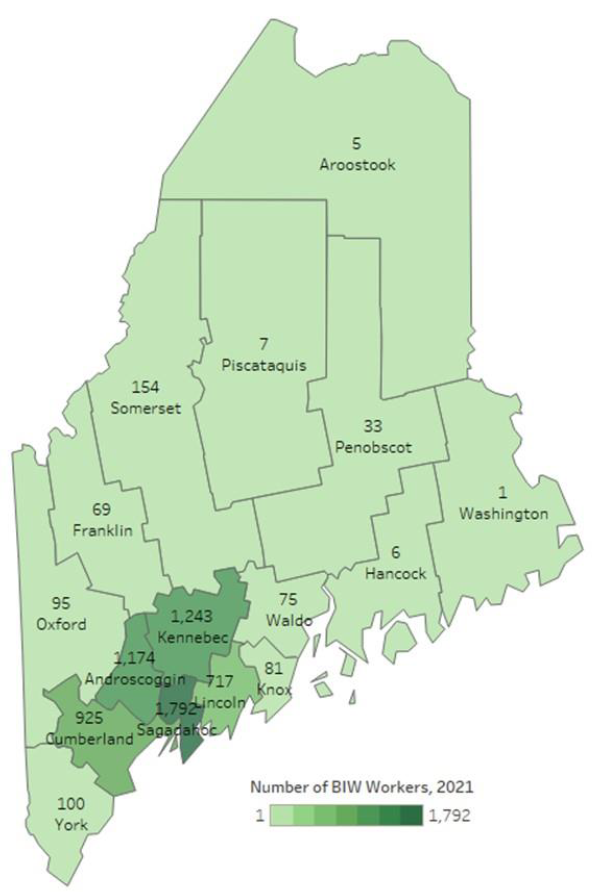 5
Aroostook
7
Piscataquis
154
Somerset
33
Penobscot
1
Washington
69
Franklin
6
Hancock
95
Oxford
75
Waldo
1,243
Kennebec
1,174
Androscoggin
81
Knox
717
Lincoln
1,792
Sagadahoc
925
Cumberland
100
York
Number of BIW Workers, 2021
1 1,792